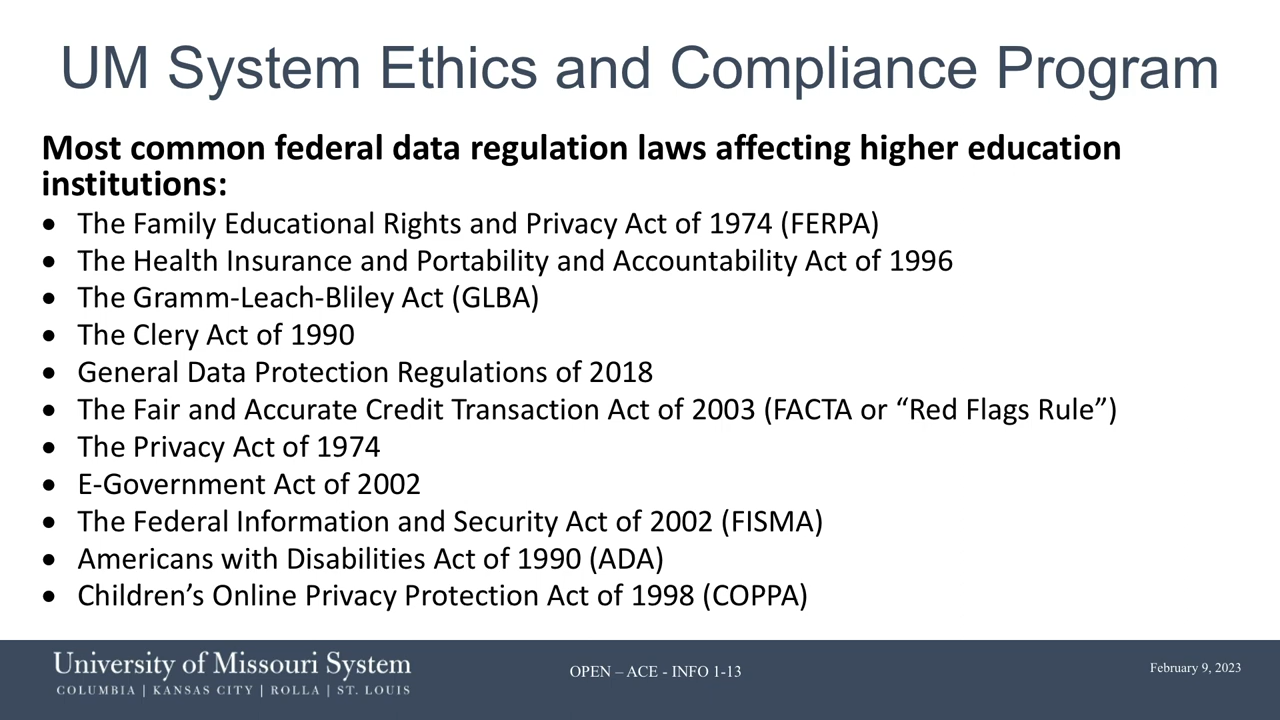 UM System Ethics and Compliance Program
Most common federal data regulation laws affecting higher education
institutions:
• The Family Educational Rights and Privacy Act of 1974 (FERPA)
• The Health Insurance and Portability and Accountability Act of 1996
• The Gramm-Leach-Bliley Act (GLBA)
• The Clery Act of 1990
• General Data Protection Regulations of 2018
• The Fair and Accurate Credit Transaction Act of 2003 (FACTA or “Red Flags Rule”)
• The Privacy Act of 1974
• E-Government Act of 2002
• The Federal Information and Security Act of 2002 (FISMA)
• Americans with Disabilities Act of 1990 (ADA)
• Children’s Online Privacy Protection Act of 1998 (COPPA)
University of Missouri System
COLUMBIA | KANSAS CITY | ROLLA | ST. LOUIS
OPEN – ACE - INFO 1-13
February 9, 2023